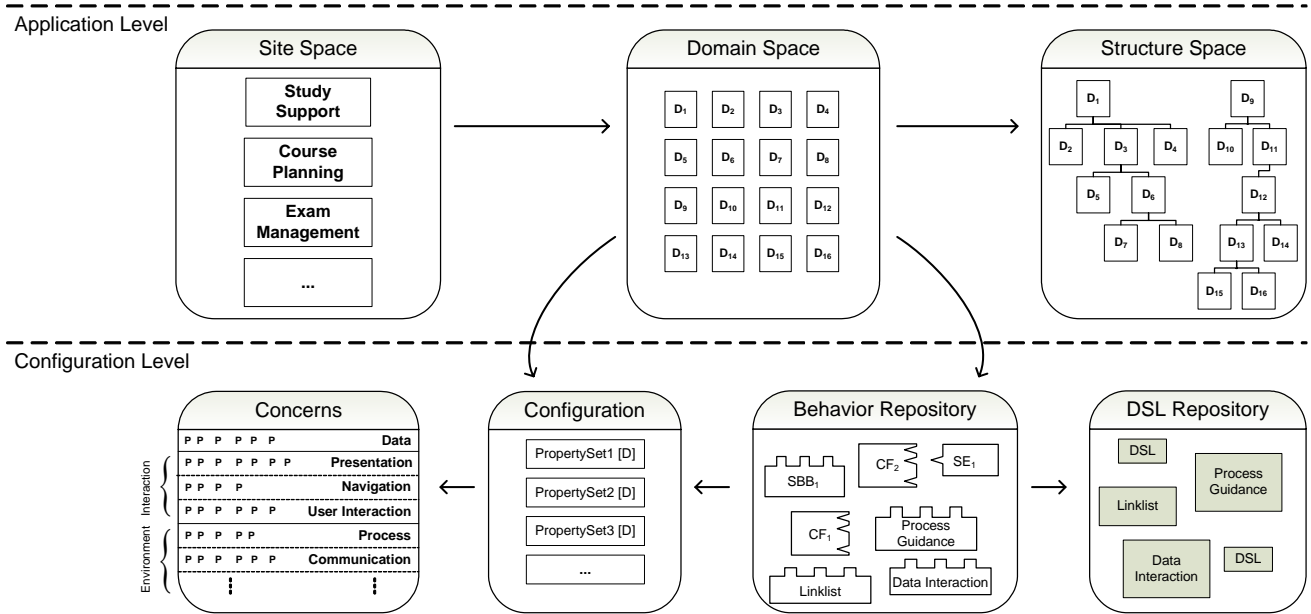 Application Level
Site Space
Study
Support
Course
Planning
Exam
Management
...
Domain Space
D1 D2 D3 D4
D5 D6 D7 D8
D9 D10 D11 D12
D13 D14 D15 D16
Structure Space
D1 D9
D2 D3 D4 D10 D11
D5 D6 D12
D7 D8 D13 D14
D15 D16
Configuration Level
Concerns
P P P P P P Data
P P P P P P P Presentation
P P P P Navigation
P P P P P P User Interaction
P P P P P Process
P P P P P P Communication
Interaction
Environment
Configuration
PropertySet1 [D]
PropertySet2 [D]
PropertySet3 [D]
...
Behavior Repository
SBB1
CF2
SE1
CF1
Process
Guidance
Linklist
Data Interaction
DSL Repository
DSL
Process
Guidance
Linklist
Data
Interaction
DSL